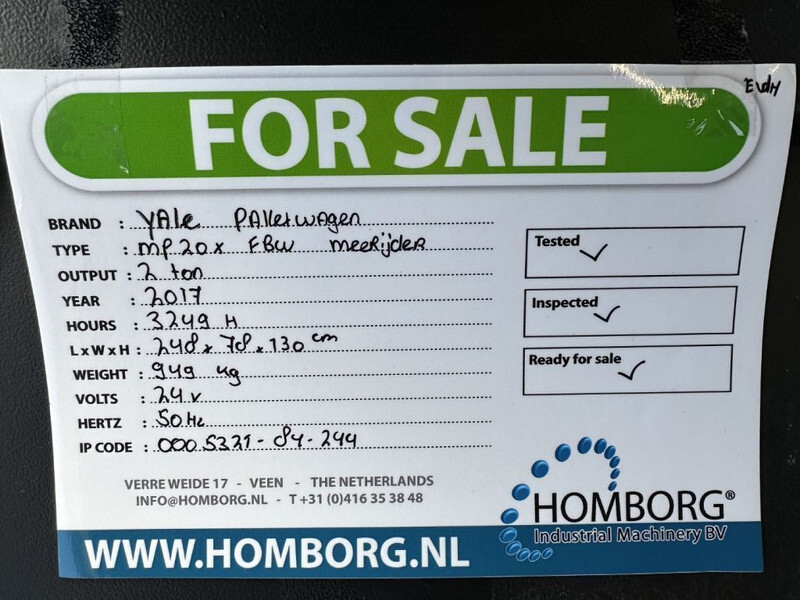 EvdH
FOR SALE
BRAND : YAle PAlletwagen
TYPE : MP20x FBW meerijder
OUTPUT : 2 ton
YEAR : 2017
HOURS : 3249 H
L x W x H : 248 x 78 x 130 cm
WEIGHT : 949 kg
VOLTS : 24 v
HERTZ : 50 Hz
IP CODE : 0005321-84-244
Tested ✓
Inspected ✓
Ready for sale ✓
VERRE WEIDE 17 - VEEN - THE NETHERLANDS
INFO@HOMBORG.NL - T +31 (0)416 35 38 48
HOMBORG®
Industrial Machinery BV
WWW.HOMBORG.NL